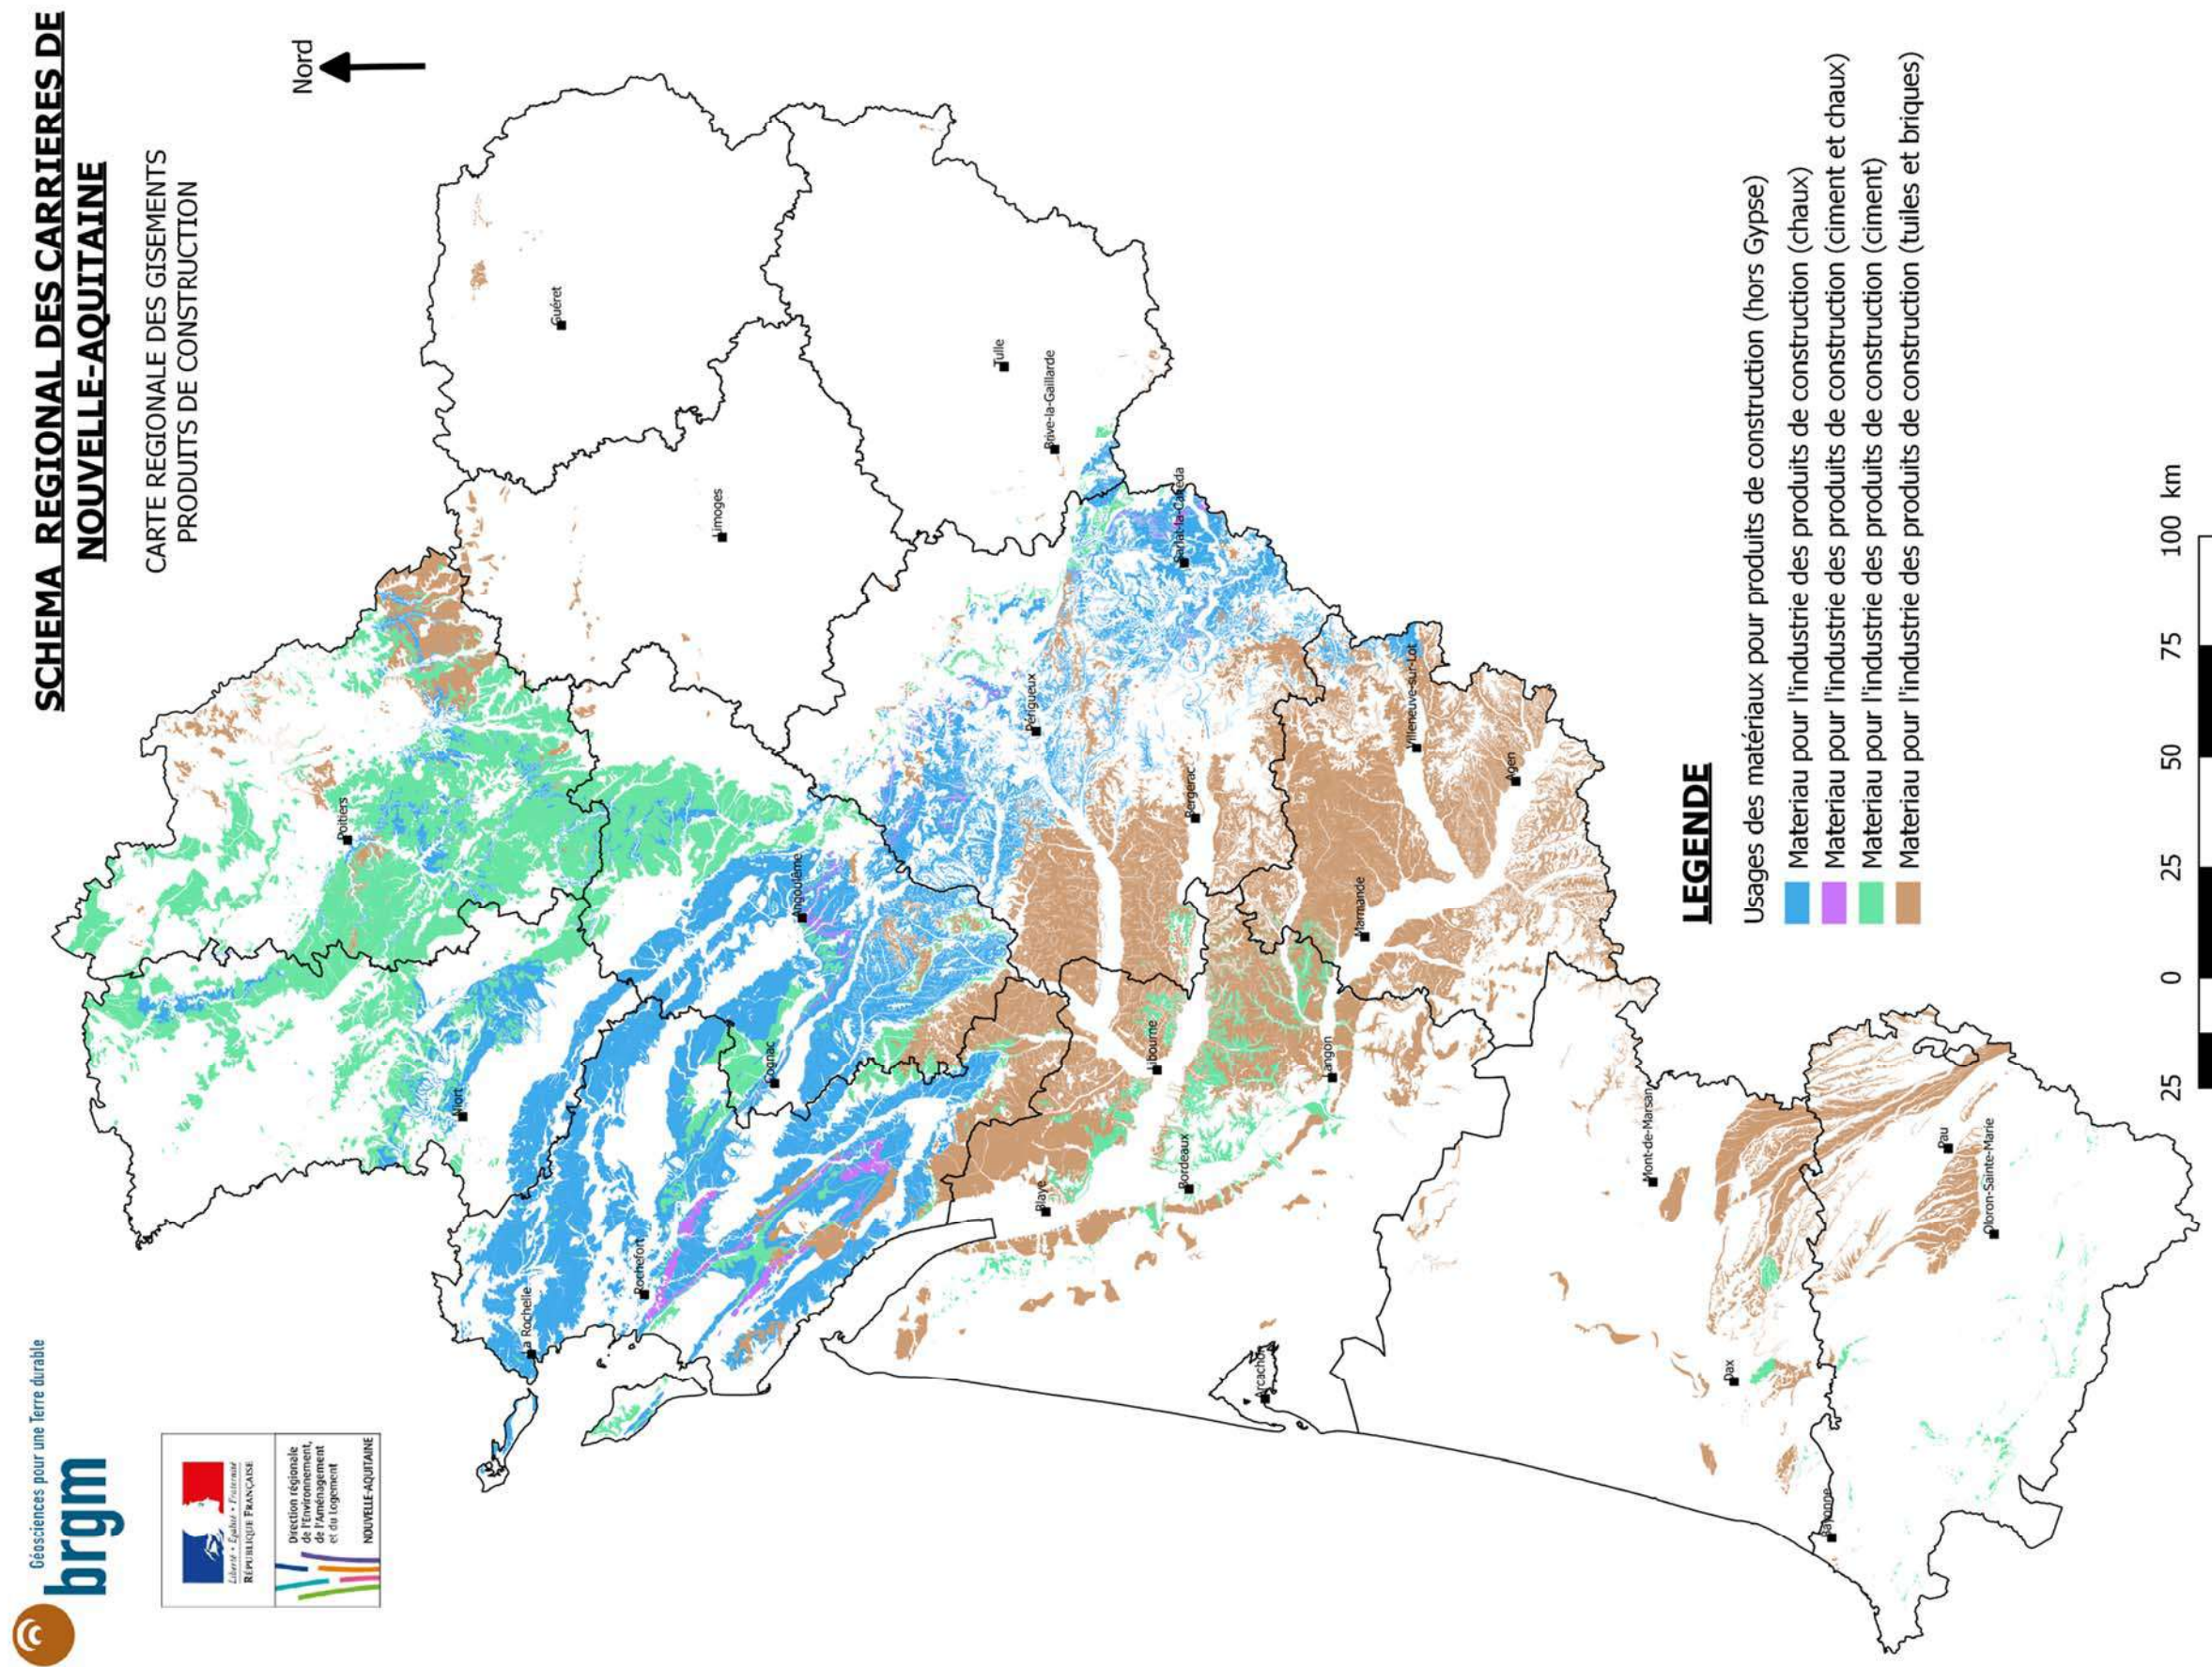 SCHEMA REGIONAL DES CARRIERES DE
NOUVELLE-AQUITAINE
CARTE REGIONALE DES GISEMENTS
PRODUITS DE CONSTRUCTION
Nord
Géosciences pour une Terre durable
brgm
Liberté • Égalité • Fraternité
RÉPUBLIQUE FRANÇAISE
Direction régionale
de l'Environnement,
de l'Aménagement
et du Logement
NOUVELLE-AQUITAINE
Poitiers
Niort
Guéret
La Rochelle
Rochefort
Limoges
Cognac
Angoulême
Tulle
Brive-la-Gaillarde
Périgueux
Blaye
Libourne
Bordeaux
Bergerac
Sarlat-la-Canéda
Arcachon
Langon
Marmande
Villeneuve-sur-Lot
Agen
Mont-de-Marsan
Dax
Bayonne
Pau
Oloron-Sainte-Marie
LEGENDE
Usages des matériaux pour produits de construction (hors Gypse)
Materiau pour l'industrie des produits de construction (chaux)
Materiau pour l'industrie des produits de construction (ciment et chaux)
Materiau pour l'industrie des produits de construction (ciment)
Materiau pour l'industrie des produits de construction (tuiles et briques)
25 0 25 50 75 100 km